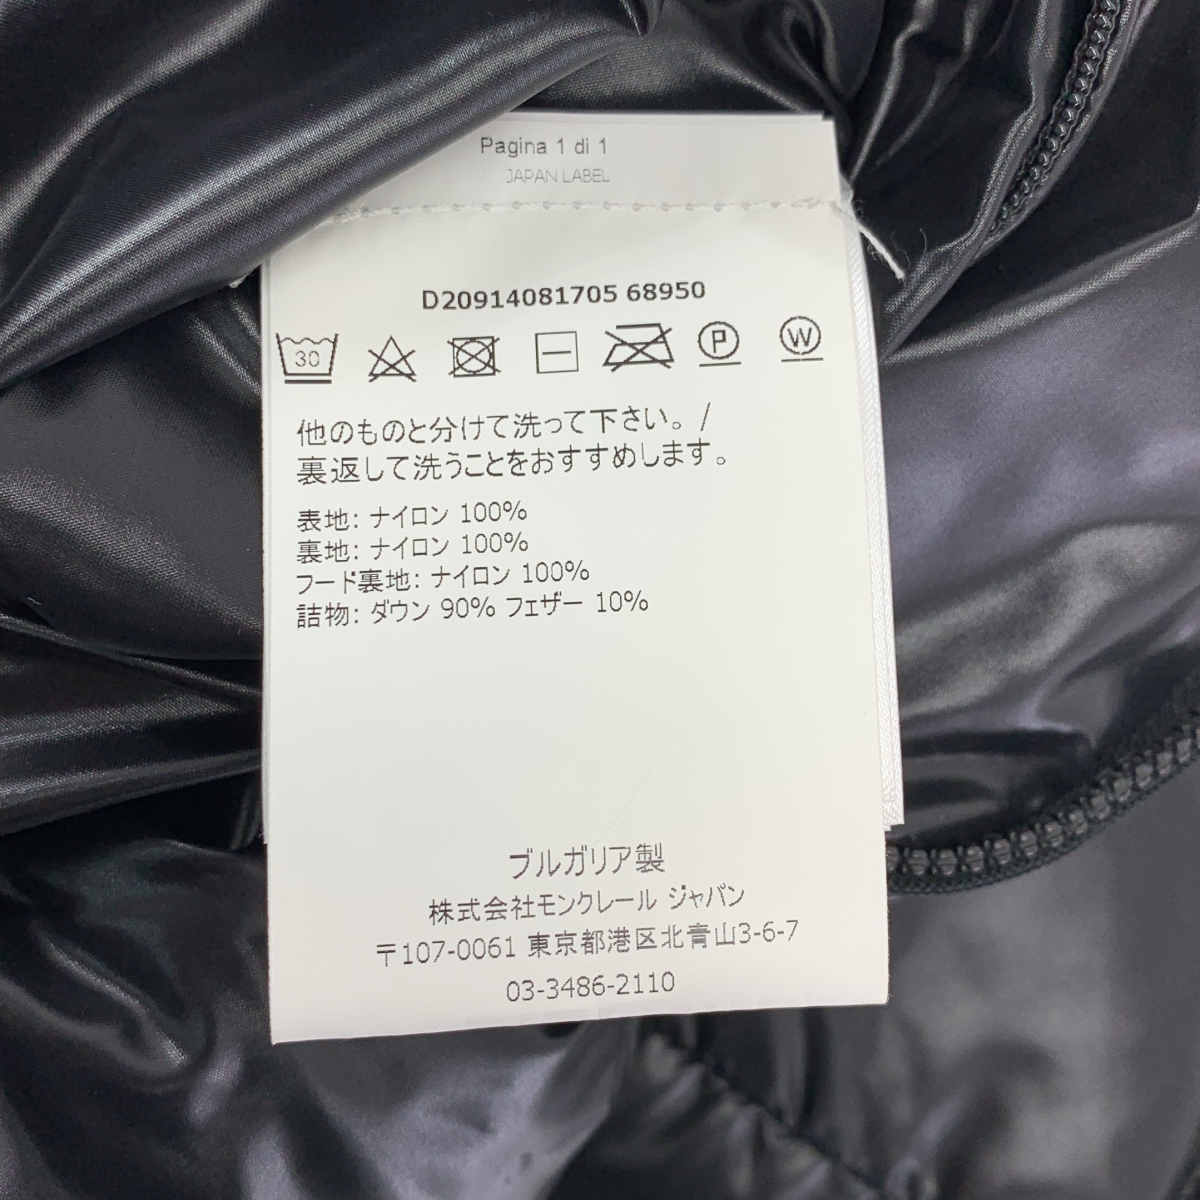 Pagina 1 di 1
JAPAN LABEL
D20914081705 68950
30 P W
他のものと分けて洗って下さい。/
裏返して洗うことをおすすめします。
表地: ナイロン 100%
裏地: ナイロン 100%
フード裏地: ナイロン 100%
詰物: ダウン 90% フェザー 10%
ブルガリア製
株式会社モンクレール ジャパン
〒107-0061 東京都港区北青山3-6-7
03-3486-2110